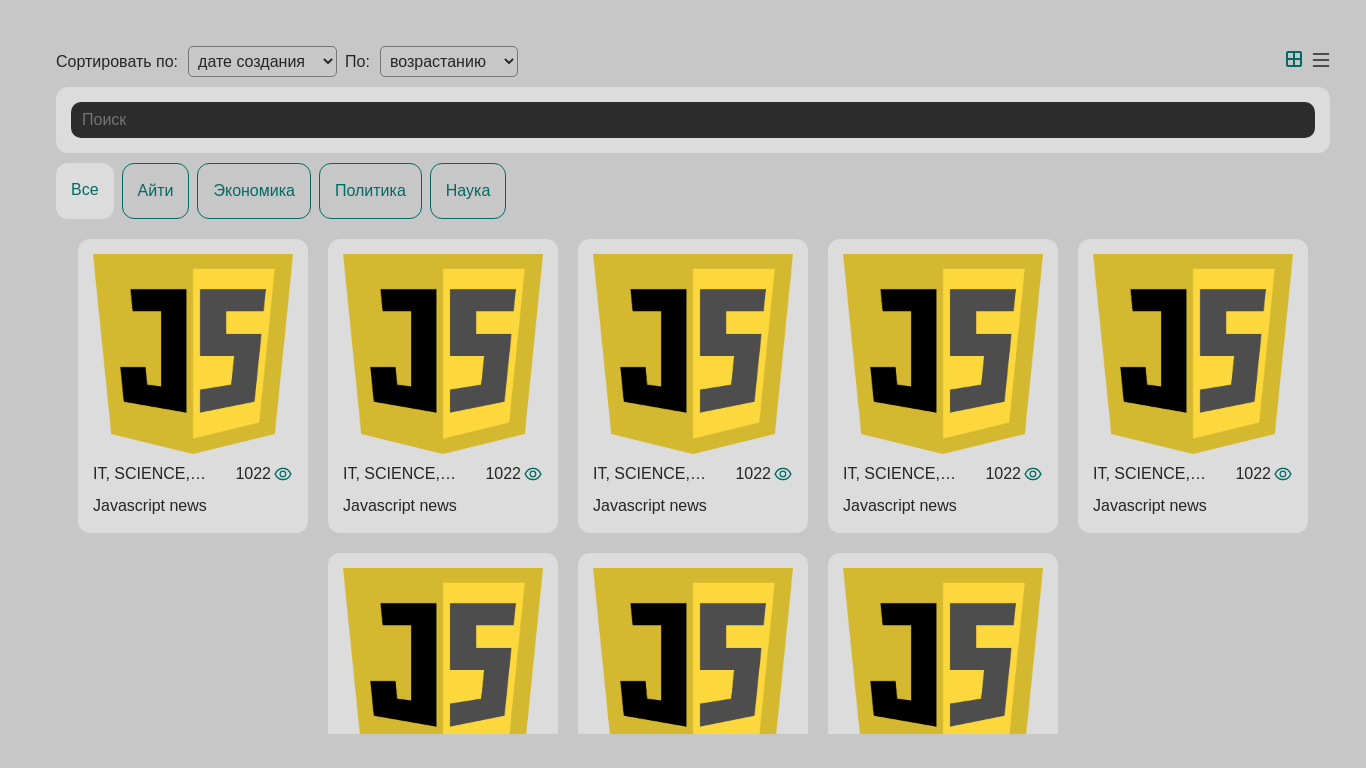 Сортировать по: дате создания По: возрастанию
Поиск
Все Айти Экономика Политика Наука
JS JS JS JS JS
IT, SCIENCE,... 1022 IT, SCIENCE,... 1022 IT, SCIENCE,... 1022 IT, SCIENCE,... 1022 IT, SCIENCE,... 1022
Javascript news Javascript news Javascript news Javascript news Javascript news
JS JS JS